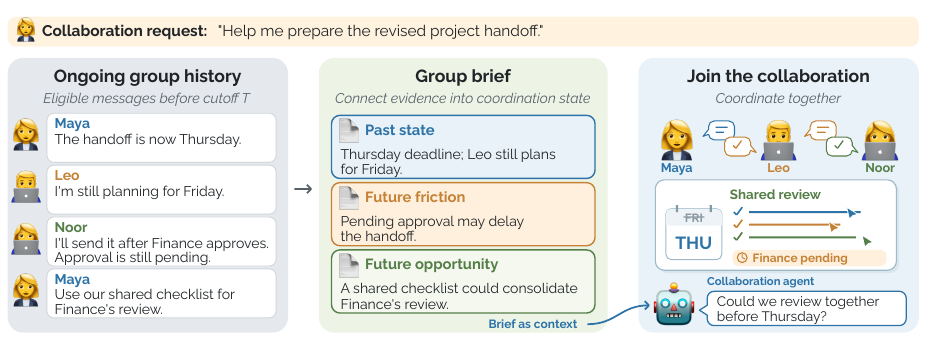 Collaboration request: "Help me prepare the revised project handoff."
Ongoing group history
Eligible messages before cutoff T
Maya
The handoff is now Thursday.
Leo
I'm still planning for Friday.
Noor
I'll send it after Finance approves.
Approval is still pending.
Maya
Use our shared checklist for
Finance's review.
→
Group brief
Connect evidence into coordination state
Past state
Thursday deadline; Leo still plans
for Friday.
Future friction
Pending approval may delay
the handoff.
Future opportunity
A shared checklist could consolidate
Finance's review.
Brief as context
Join the collaboration
Coordinate together
Maya
Leo
Noor
Shared review
FRI
THU
Finance pending
Collaboration agent
Could we review together
before Thursday?